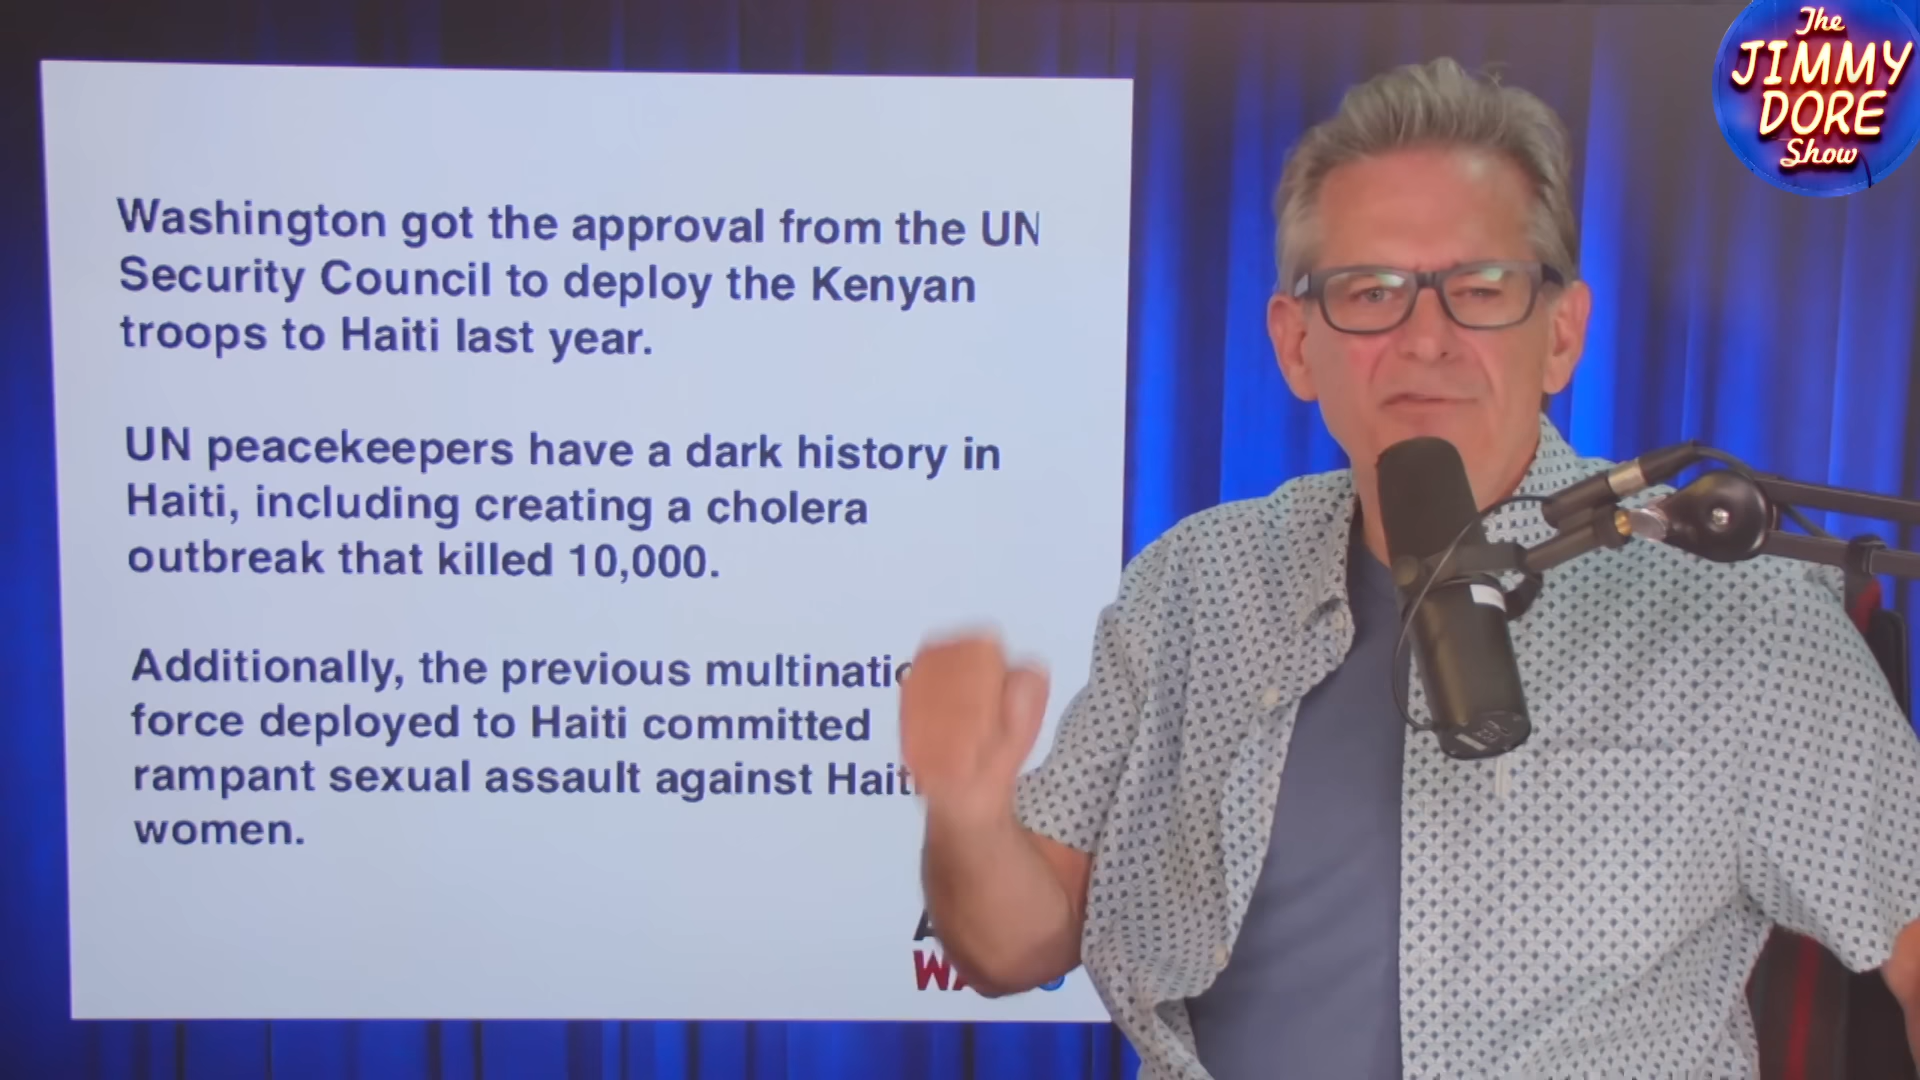 The
JIMMY
DORE
Show
Washington got the approval from the UN
Security Council to deploy the Kenyan
troops to Haiti last year.
UN peacekeepers have a dark history in
Haiti, including creating a cholera
outbreak that killed 10,000.
Additionally, the previous
force deployed to Haiti committed
rampant sexual assault against
women.